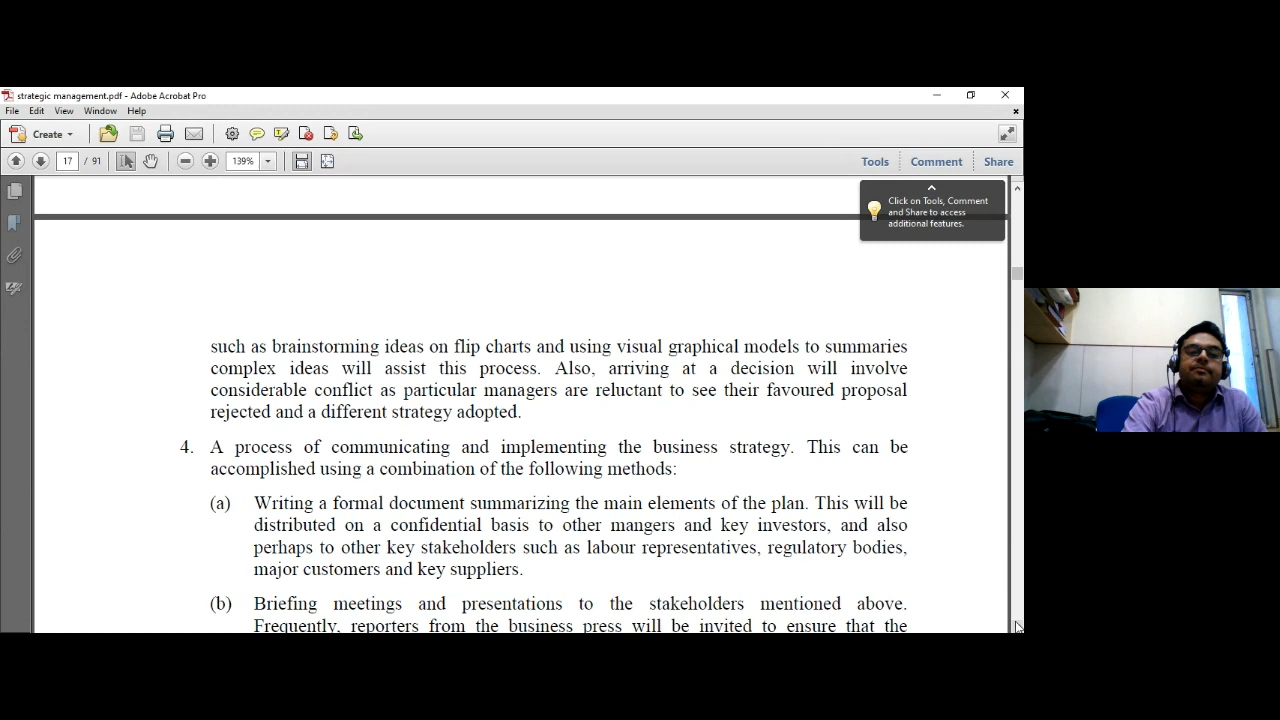 strategic management.pdf - Adobe Acrobat Pro
File Edit View Window Help
Create
17 / 91 139% Tools Comment Share
Click on Tools, Comment
and Share to access
additional features.
such as brainstorming ideas on flip charts and using visual graphical models to summaries
complex ideas will assist this process. Also, arriving at a decision will involve
considerable conflict as particular managers are reluctant to see their favoured proposal
rejected and a different strategy adopted.
4. A process of communicating and implementing the business strategy. This can be
accomplished using a combination of the following methods:
(a) Writing a formal document summarizing the main elements of the plan. This will be
distributed on a confidential basis to other mangers and key investors, and also
perhaps to other key stakeholders such as labour representatives, regulatory bodies,
major customers and key suppliers.
(b) Briefing meetings and presentations to the stakeholders mentioned above.
Frequently, reporters from the business press will be invited to ensure that the